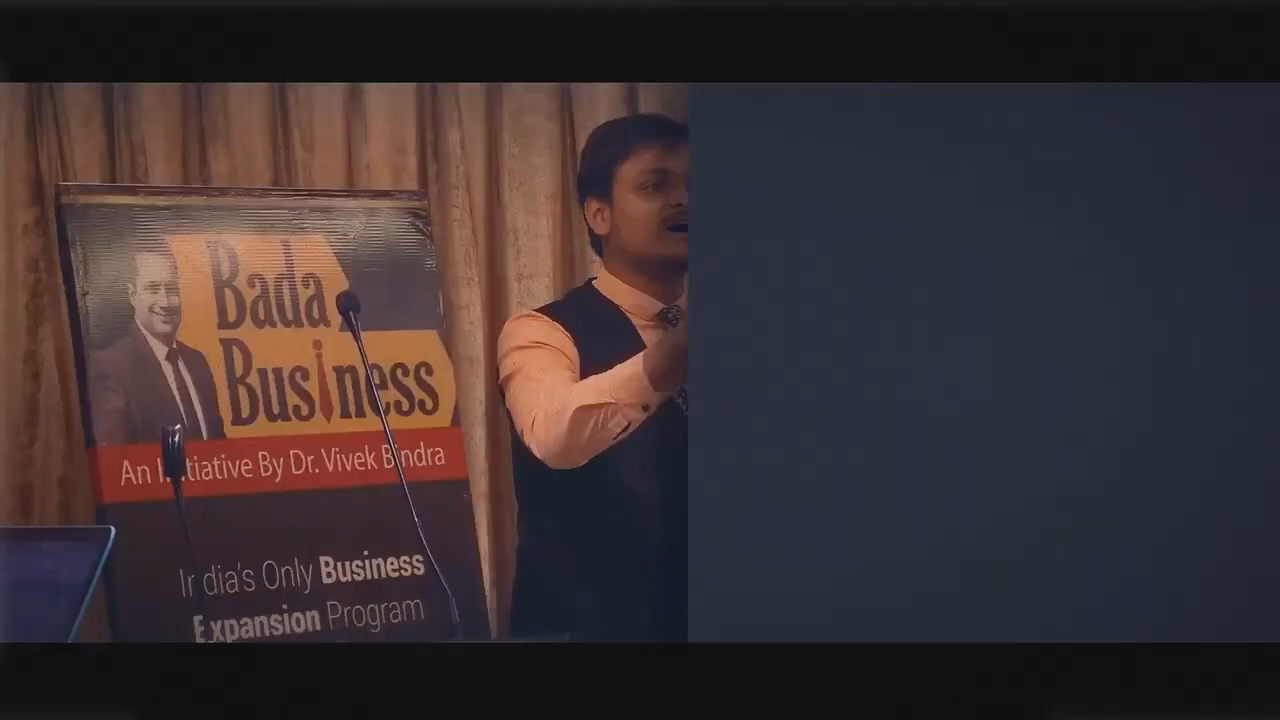 Bada
Business
An Initiative By Dr. Vivek Bindra
India's Only Business
Expansion Program